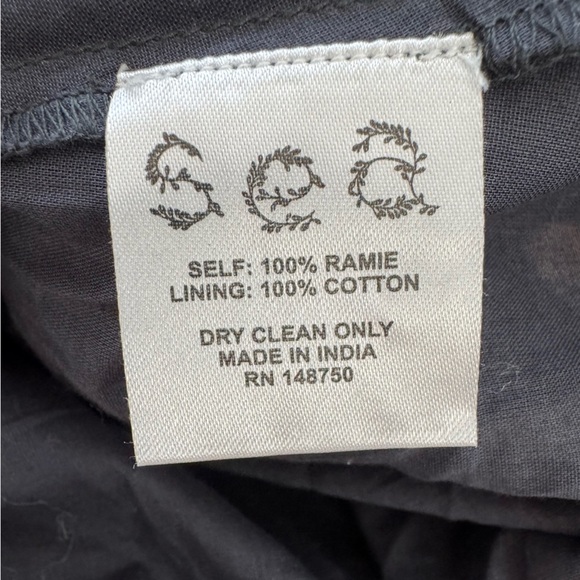 Sea
SELF: 100% RAMIE
LINING: 100% COTTON
DRY CLEAN ONLY
MADE IN INDIA
RN 148750